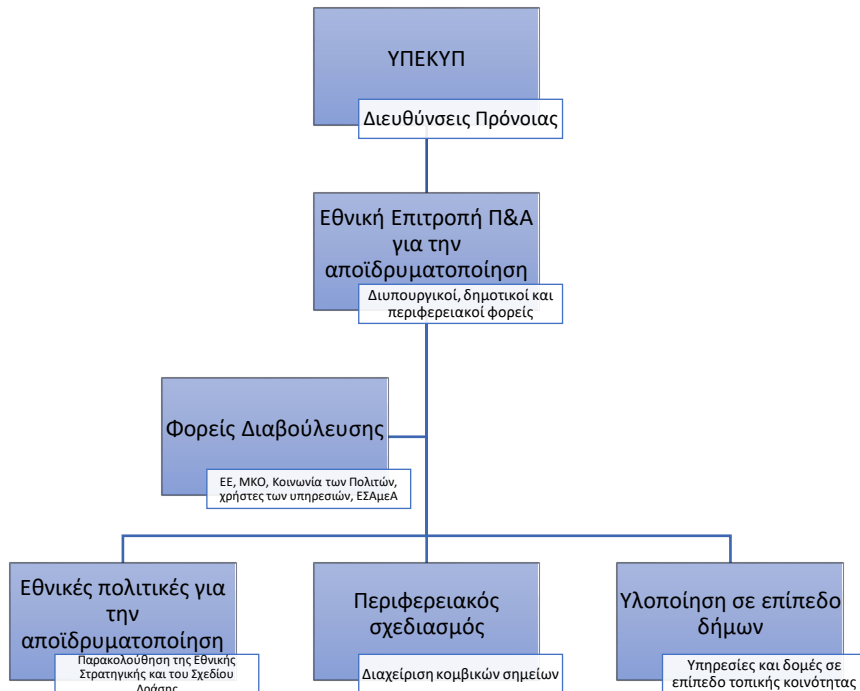 ΥΠΕΚΥΠ
Διευθύνσεις Πρόνοιας
Εθνική Επιτροπή Π&Α
για την
αποϊδρυματοποίηση
Διυπουργικοί, δημοτικοί και
περιφερειακοί φορείς
Φορείς Διαβούλευσης
ΕΕ, ΜΚΟ, Κοινωνία των Πολιτών,
χρήστες των υπηρεσιών, ΕΣΑμεΑ
Εθνικές πολιτικές για
την
αποϊδρυματοποίηση
Παρακολούθηση της Εθνικής
Στρατηγικής και του Σχεδίου
Δράσης
Περιφερειακός
σχεδιασμός
Διαχείριση κομβικών σημείων
Υλοποίηση σε επίπεδο
δήμων
Υπηρεσίες και δομές σε
επίπεδο τοπικής κοινότητας